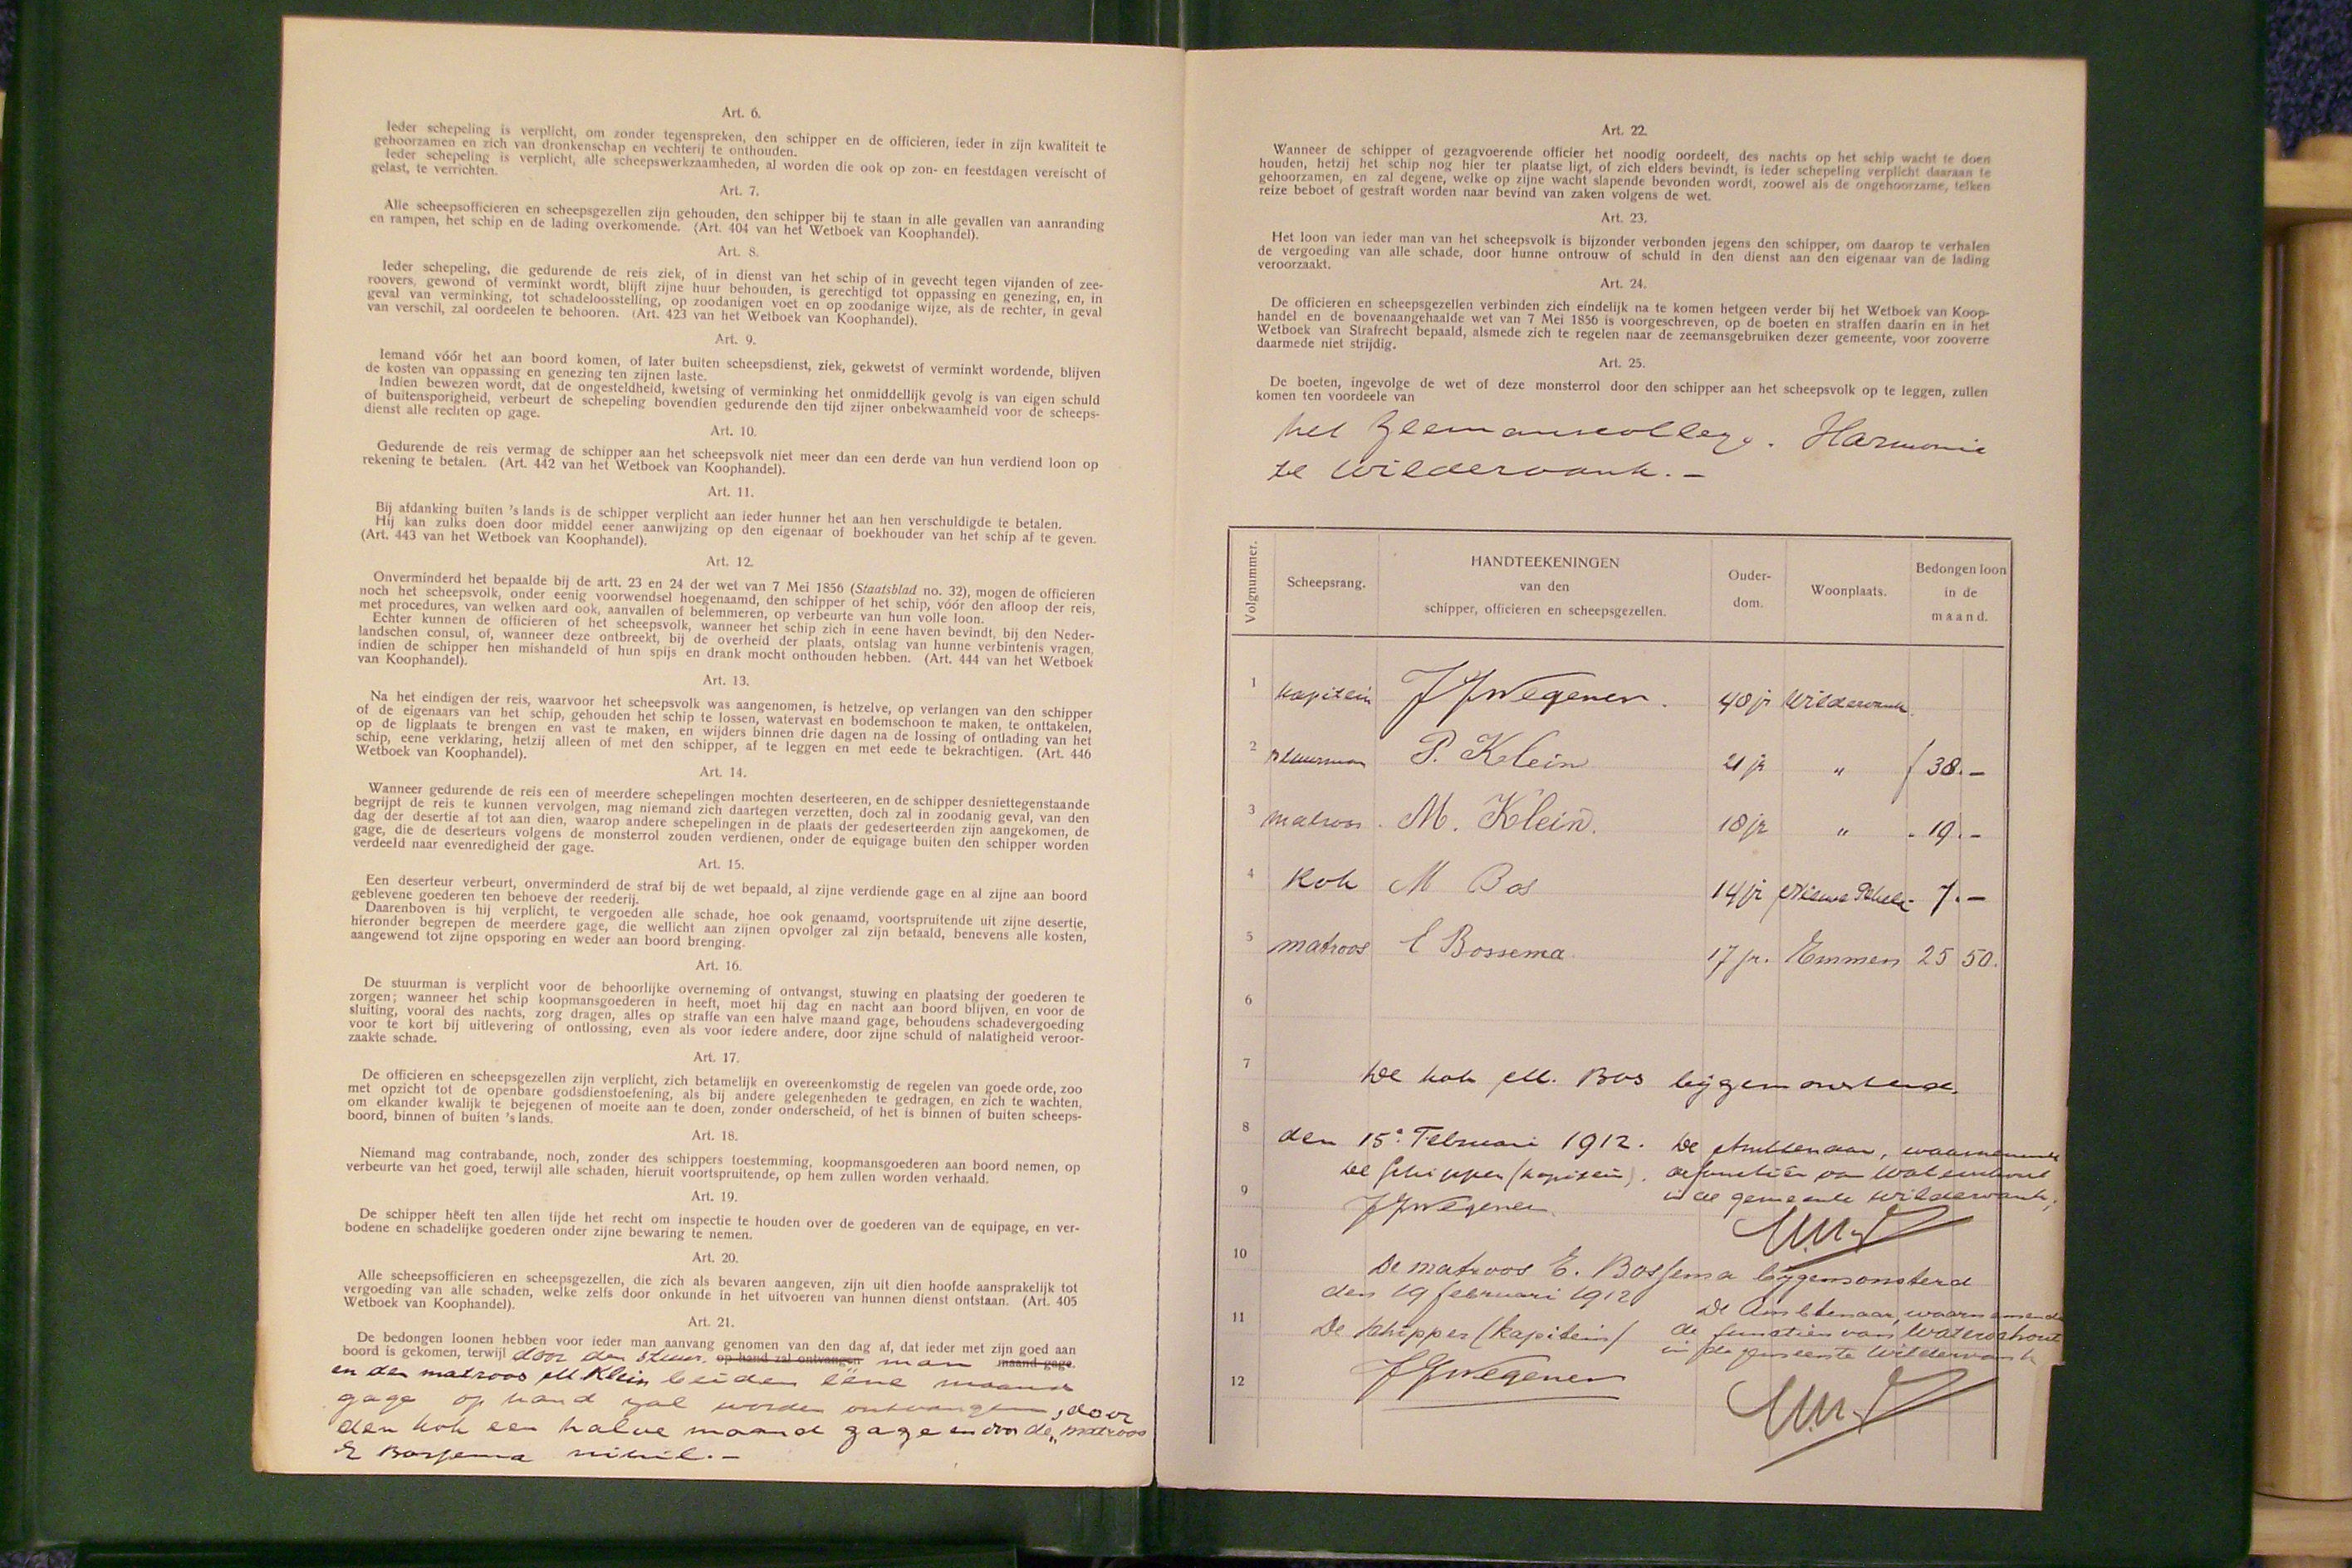 Art. 6.
Ieder schepeling is verplicht, om zonder tegenspreken, den schipper en de officieren, ieder in zijn kwaliteit te
gehoorzamen en zich van dronkenschap en vechterij te onthouden.
Ieder schepeling is verplicht, alle scheepswerkzaamheden, al worden die ook op zon- en feestdagen vereischt of
gelast, te verrichten.
Art. 7.
Alle scheepsofficieren en scheepsgezellen zijn gehouden, den schipper bij te staan in alle gevallen van aanranding
en rampen, het schip en de lading overkomende. (Art. 404 van het Wetboek van Koophandel).
Art. 8.
Ieder schepeling, die gedurende de reis ziek, of in dienst van het schip of in gevecht tegen vijanden of zee-
roovers, gewond of verminkt wordt, blijft zijne huur behouden, is gerechtigd tot oppassing en genezing, en, in
geval van verminking, tot schadeloosstelling, op zoodanigen voet en op zoodanige wijze, als de rechter, in geval
van verschil, zal oordeelen te behooren. (Art. 423 van het Wetboek van Koophandel).
Art. 9.
Iemand vóór het aan boord komen, of later buiten scheepsdienst, ziek, gekwetst of verminkt wordende, blijven
de kosten van oppassing en genezing ten zijnen laste.
Indien bewezen wordt, dat de ongesteldheid, kwetsing of verminking het onmiddellijk gevolg is van eigen schuld
of buitensporigheid, verbeurt de schepeling bovendien gedurende den tijd zijner onbekwaamheid voor de scheeps-
dienst alle rechten op gage.
Art. 10.
Gedurende de reis vermag de schipper aan het scheepsvolk niet meer dan een derde van hun verdiend loon op
rekening te betalen. (Art. 442 van het Wetboek van Koophandel).
Art. 11.
Bij afdanking buiten 's lands is de schipper verplicht aan ieder hunner het aan hen verschuldigde te betalen.
Hij kan zulks doen door middel eener aanwijzing op den eigenaar of boekhouder van het schip af te geven.
(Art. 443 van het Wetboek van Koophandel).
Art. 12.
Onverminderd het bepaalde bij de artt. 23 en 24 der wet van 7 Mei 1856 (Staatsblad no. 32), mogen de officieren
noch het scheepsvolk, onder eenig voorwendsel hoegenaamd, den schipper of het schip, vóór den afloop der reis,
met procedures, van welken aard ook, aanvallen of belemmeren, op verbeurte van hun volle loon.
Echter kunnen de officieren of het scheepsvolk, wanneer het schip zich in eene haven bevindt, bij den Neder-
landschen consul, of, wanneer deze ontbreekt, bij de overheid der plaats, ontslag van hunne verbintenis vragen,
indien de schipper hen mishandeld of hun spijs en drank mocht onthouden hebben. (Art. 444 van het Wetboek
van Koophandel).
Art. 13.
Na het eindigen der reis, waarvoor het scheepsvolk was aangenomen, is hetzelve, op verlangen van den schipper
of de eigenaars van het schip, gehouden het schip te lossen, watervast en bodemschoon te maken, te onttakelen,
op de ligplaats te brengen en vast te maken, en wijders binnen drie dagen na de lossing of ontlading van het
schip, eene verklaring, hetzij alleen of met den schipper, af te leggen en met eede te bekrachtigen. (Art. 446
Wetboek van Koophandel).
Art. 14.
Wanneer gedurende de reis een of meerdere schepelingen mochten deserteeren, en de schipper desniettegenstaande
begrijpt de reis te kunnen vervolgen, mag niemand zich daartegen verzetten, doch zal in zoodanig geval, van den
dag der desertie af tot aan dien, waarop andere schepelingen in de plaats der gedeserteerden zijn aangekomen, de
gage, die de deserteurs volgens de monsterrol zouden verdienen, onder de equigage buiten den schipper worden
verdeeld naar evenredigheid der gage.
Art. 15.
Een deserteur verbeurt, onverminderd de straf bij de wet bepaald, al zijne verdiende gage en al zijne aan boord
geblevene goederen ten behoeve der reederij.
Daarenboven is hij verplicht, te vergoeden alle schade, hoe ook genaamd, voortspruitende uit zijne desertie,
hieronder begrepen de meerdere gage, die wellicht aan zijnen opvolger zal zijn betaald, benevens alle kosten,
aangewend tot zijne opsporing en weder aan boord brenging.
Art. 16.
De stuurman is verplicht voor de behoorlijke overneming of ontvangst, stuwing en plaatsing der goederen te
zorgen; wanneer het schip koopmansgoederen in heeft, moet hij dag en nacht aan boord blijven, en voor de
sluiting, vooral des nachts, zorg dragen, alles op straffe van een halve maand gage, behoudens schadevergoeding
voor te kort bij uitlevering of ontlossing, even als voor iedere andere, door zijne schuld of nalatigheid veroor-
zaakte schade.
Art. 17.
De officieren en scheepsgezellen zijn verplicht, zich betamelijk en overeenkomstig de regelen van goede orde, zoo
met opzicht tot de openbare godsdienstoefening, als bij andere gelegenheden te gedragen, en zich te wachten,
om elkander kwalijk te bejegenen of moeite aan te doen, zonder onderscheid, of het is binnen of buiten scheeps-
boord, binnen of buiten 's lands.
Art. 18.
Niemand mag contrabande, noch, zonder des schippers toestemming, koopmansgoederen aan boord nemen, op
verbeurte van het goed, terwijl alle schaden, hieruit voortspruitende, op hem zullen worden verhaald.
Art. 19.
De schipper heeft ten allen tijde het recht om inspectie te houden over de goederen van de equipage, en ver-
bodene en schadelijke goederen onder zijne bewaring te nemen.
Art. 20.
Alle scheepsofficieren en scheepsgezellen, die zich als bevaren aangeven, zijn uit dien hoofde aansprakelijk tot
vergoeding van alle schaden, welke zelfs door onkunde in het uitvoeren van hunnen dienst ontstaan. (Art. 405
Wetboek van Koophandel).
Art. 21.
De bedongen loonen hebben voor ieder man aanvang genomen van den dag af, dat ieder met zijn goed aan
boord is gekomen, terwijl door den stuur- op hand zal ontvangen man maand gage.
en den matroos M Klein beiden eene maand
gage op hand zal worden ontvangen, door
den kok een halve maand gage en door de „ matroos
E Bossema nihil.-
Art. 22.
Wanneer de schipper of gezagvoerende officier het noodig oordeelt, des nachts op het schip wacht te doen
houden, hetzij het schip nog hier ter plaatse ligt, of zich elders bevindt, is ieder schepeling verplicht daaraan te
gehoorzamen, en zal degene, welke op zijne wacht slapende bevonden wordt, zoowel als de ongehoorzame, telken
reize beboet of gestraft worden naar bevind van zaken volgens de wet.
Art. 23.
Het loon van ieder man van het scheepsvolk is bijzonder verbonden jegens den schipper, om daarop te verhalen
de vergoeding van alle schade, door hunne ontrouw of schuld in den dienst aan den eigenaar van de lading
veroorzaakt.
Art. 24.
De officieren en scheepsgezellen verbinden zich eindelijk na te komen hetgeen verder bij het Wetboek van Koop-
handel en de bovenaangehaalde wet van 7 Mei 1856 is voorgeschreven, op de boeten en straffen daarin en in het
Wetboek van Strafrecht bepaald, alsmede zich te regelen naar de zeemansgebruiken dezer gemeente, voor zooverre
daarmede niet strijdig.
Art. 25.
De boeten, ingevolge de wet of deze monsterrol door den schipper aan het scheepsvolk op te leggen, zullen
komen ten voordeele van
het Zeemanscollege. Harmonie
te Wildervank.-
Volgnummer. Scheepsrang. HANDTEEKENINGEN van den schipper, officieren en scheepsgezellen. Ouder-dom. Woonplaats. Bedongen loon in de maand.
1 kapitein JJWegener. 40 jr Wildervank.
2 stuurman P. Klein 21 jr " f 38.-
3 matroos. M. Klein. 18 jr " - 19.-
4 Kok M Bos 14 jr Nieuwe Pekela - 7.-
5 matroos E Bossema 17 jr. Emmen 25 50.
6
7 De kok M. Bos bijgemonsterd.
8 den 15e Februari 1912. De Ambtenaar, waarnemende
De Schipper (kapitein). de functiën van Waterschout
9 in de gemeente Wildervank,
JJWegener.
10 De matroos E. Bossema bijgemonsterd
den 19 februari 1912
11 De Ambtenaar, waarnemende
De Schipper (kapitein) de functien van Waterschout
in de gemeente Wildervank
12 JJWegener